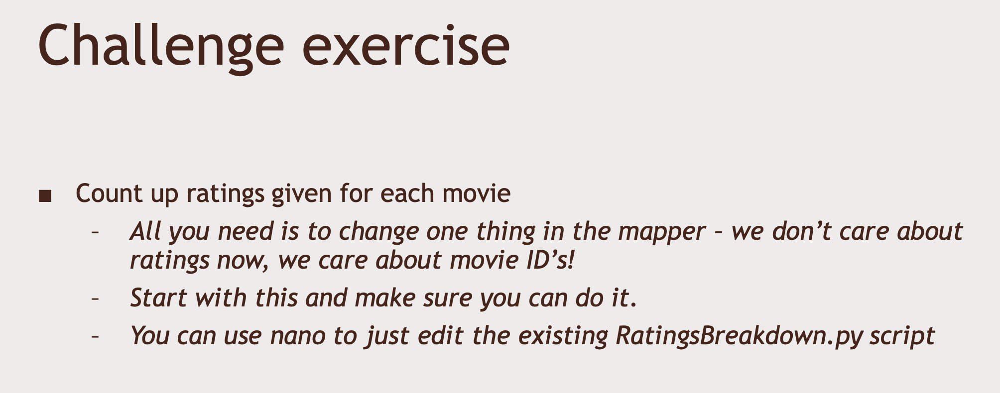 Challenge exercise
■ Count up ratings given for each movie
– All you need is to change one thing in the mapper – we don’t care about
ratings now, we care about movie ID’s!
– Start with this and make sure you can do it.
– You can use nano to just edit the existing RatingsBreakdown.py script